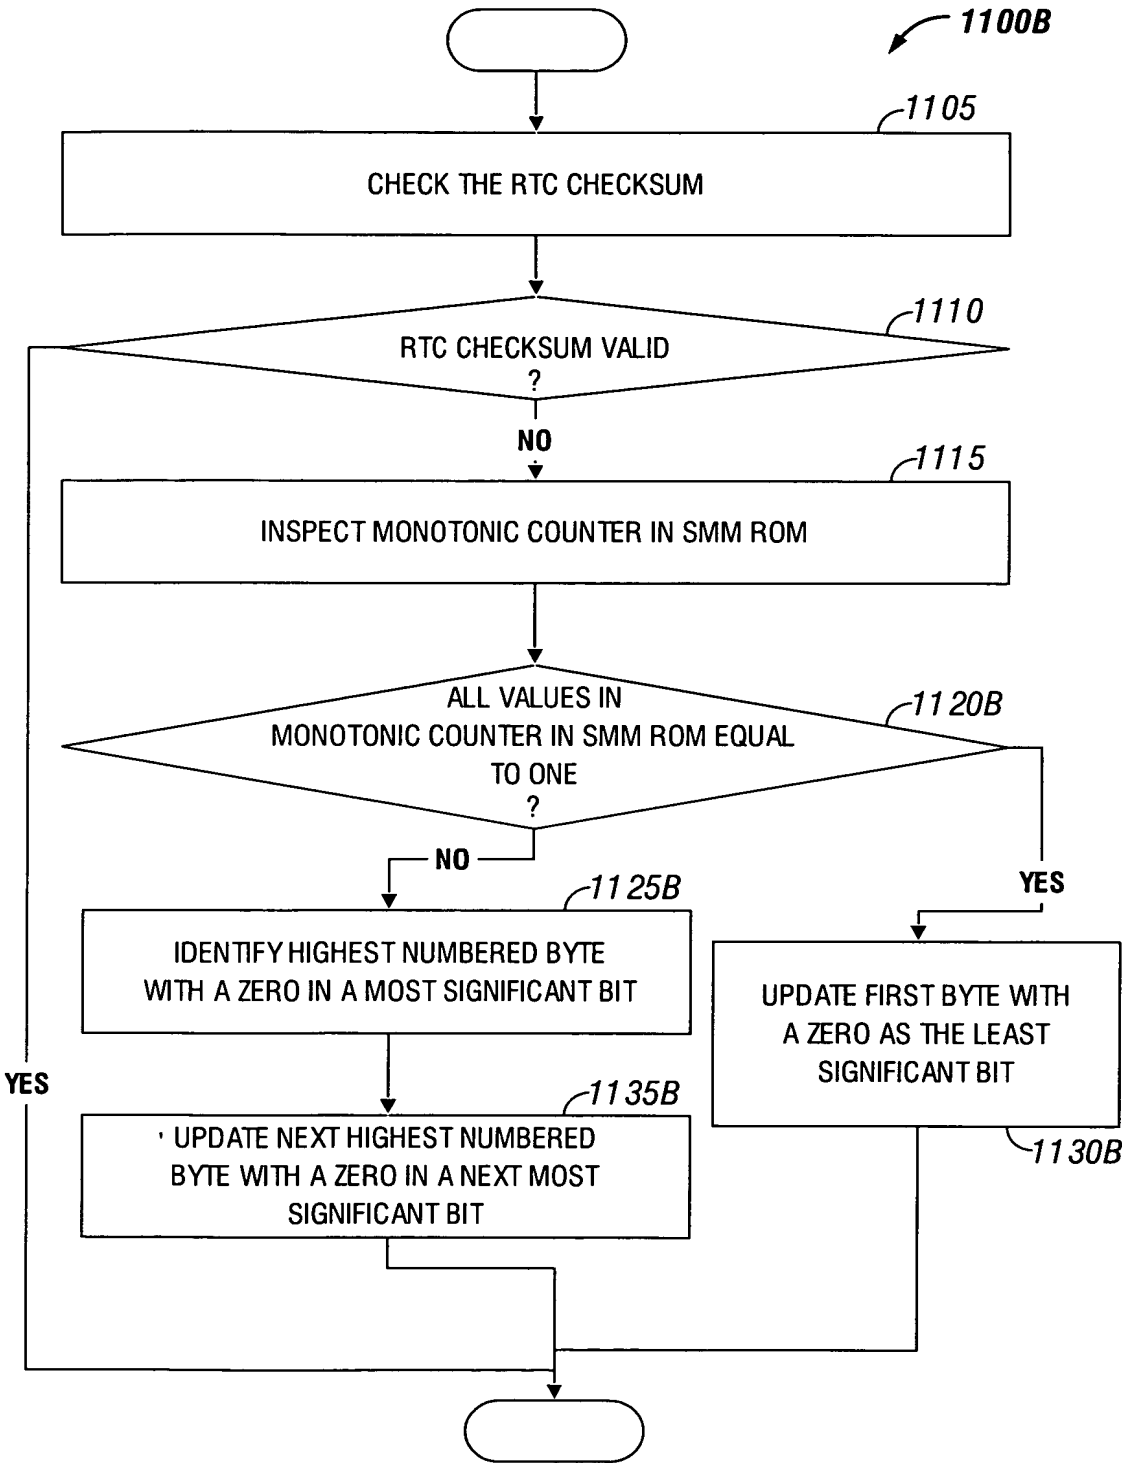 1100B
1105
CHECK THE RTC CHECKSUM
1110
RTC CHECKSUM VALID
?
NO
1115
INSPECT MONOTONIC COUNTER IN SMM ROM
1120B
ALL VALUES IN
MONOTONIC COUNTER IN SMM ROM EQUAL
TO ONE
?
NO
YES
1125B
IDENTIFY HIGHEST NUMBERED BYTE
WITH A ZERO IN A MOST SIGNIFICANT BIT
UPDATE FIRST BYTE WITH
A ZERO AS THE LEAST
SIGNIFICANT BIT
1130B
YES
1135B
UPDATE NEXT HIGHEST NUMBERED
BYTE WITH A ZERO IN A NEXT MOST
SIGNIFICANT BIT